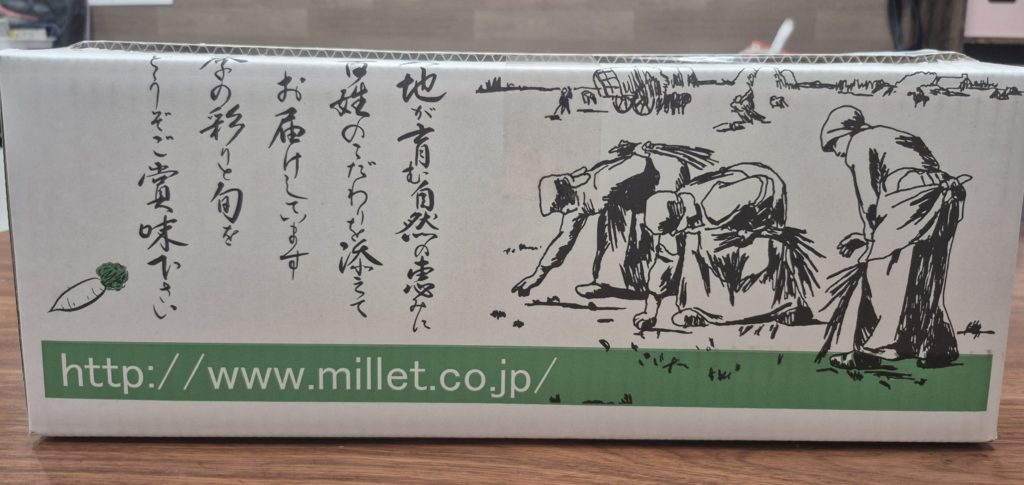 地が育む自然の恵みに
百姓のこだわりを添えて
お届けしています
季の彩りと旬を
どうぞご賞味下さい
http://www.millet.co.jp/